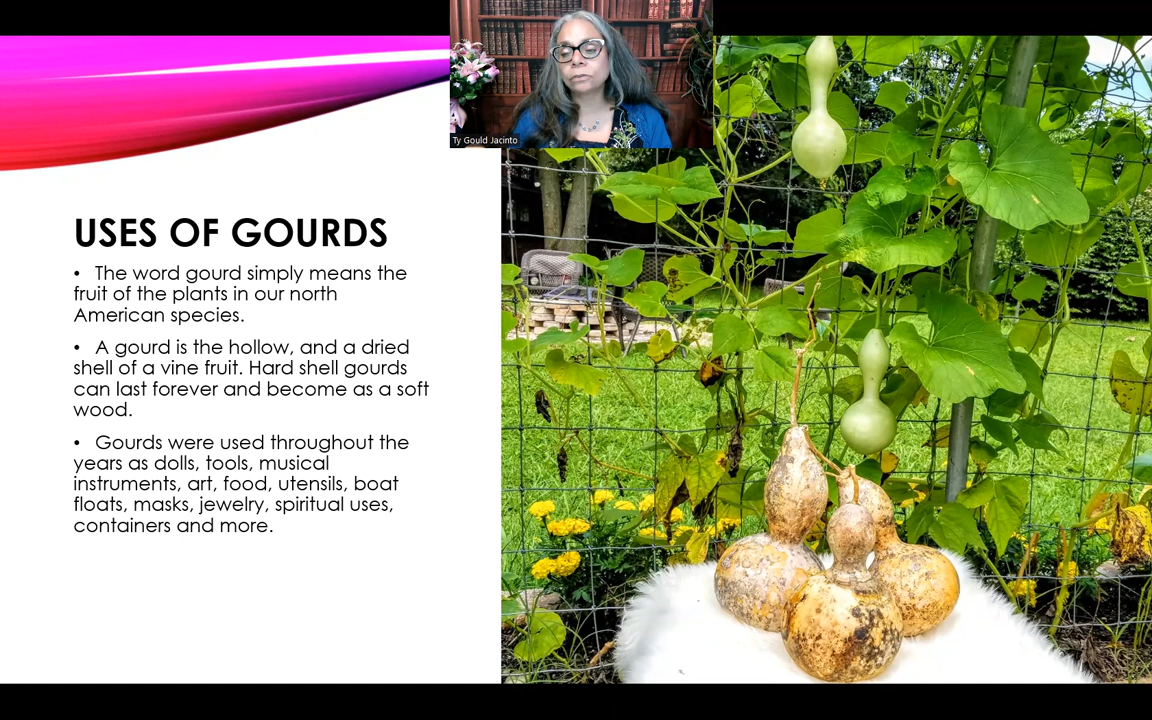 Ty Gould Jacinto
USES OF GOURDS
• The word gourd simply means the
fruit of the plants in our north
American species.
• A gourd is the hollow, and a dried
shell of a vine fruit. Hard shell gourds
can last forever and become as a soft
wood.
• Gourds were used throughout the
years as dolls, tools, musical
instruments, art, food, utensils, boat
floats, masks, jewelry, spiritual uses,
containers and more.